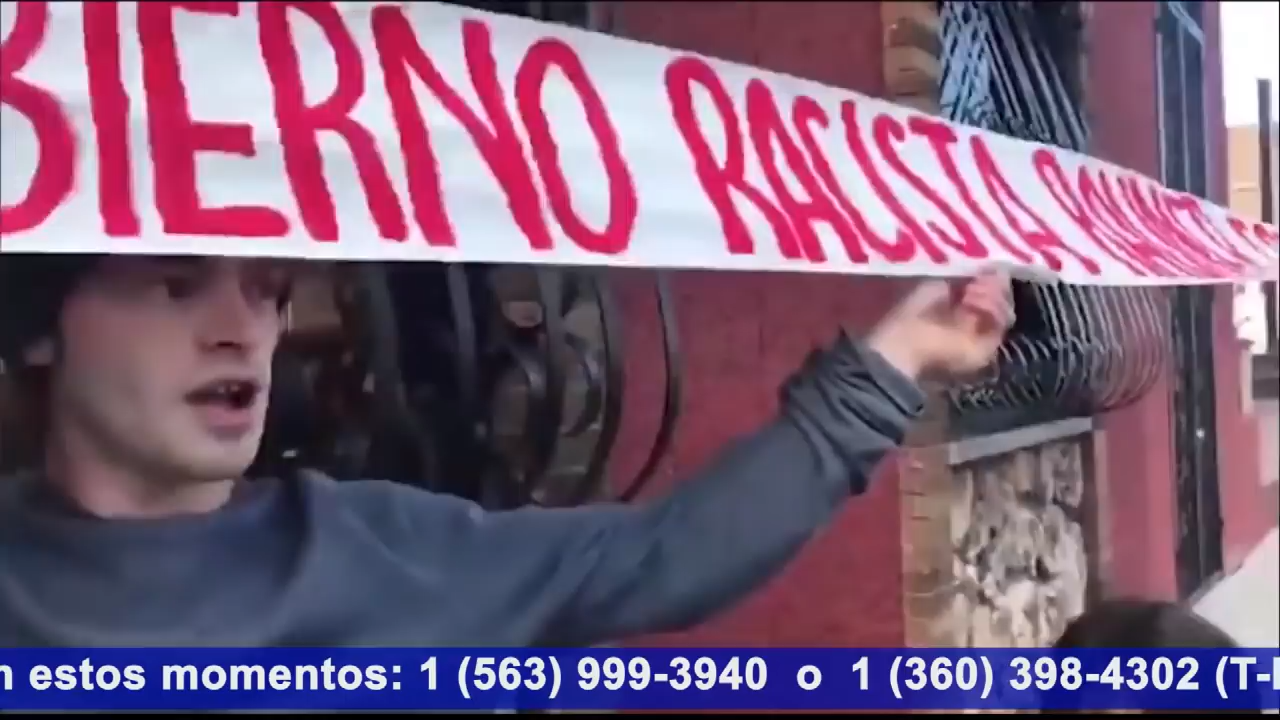 BIERNO RACISTA
n estos momentos: 1 (563) 999-3940 o 1 (360) 398-4302 (T-